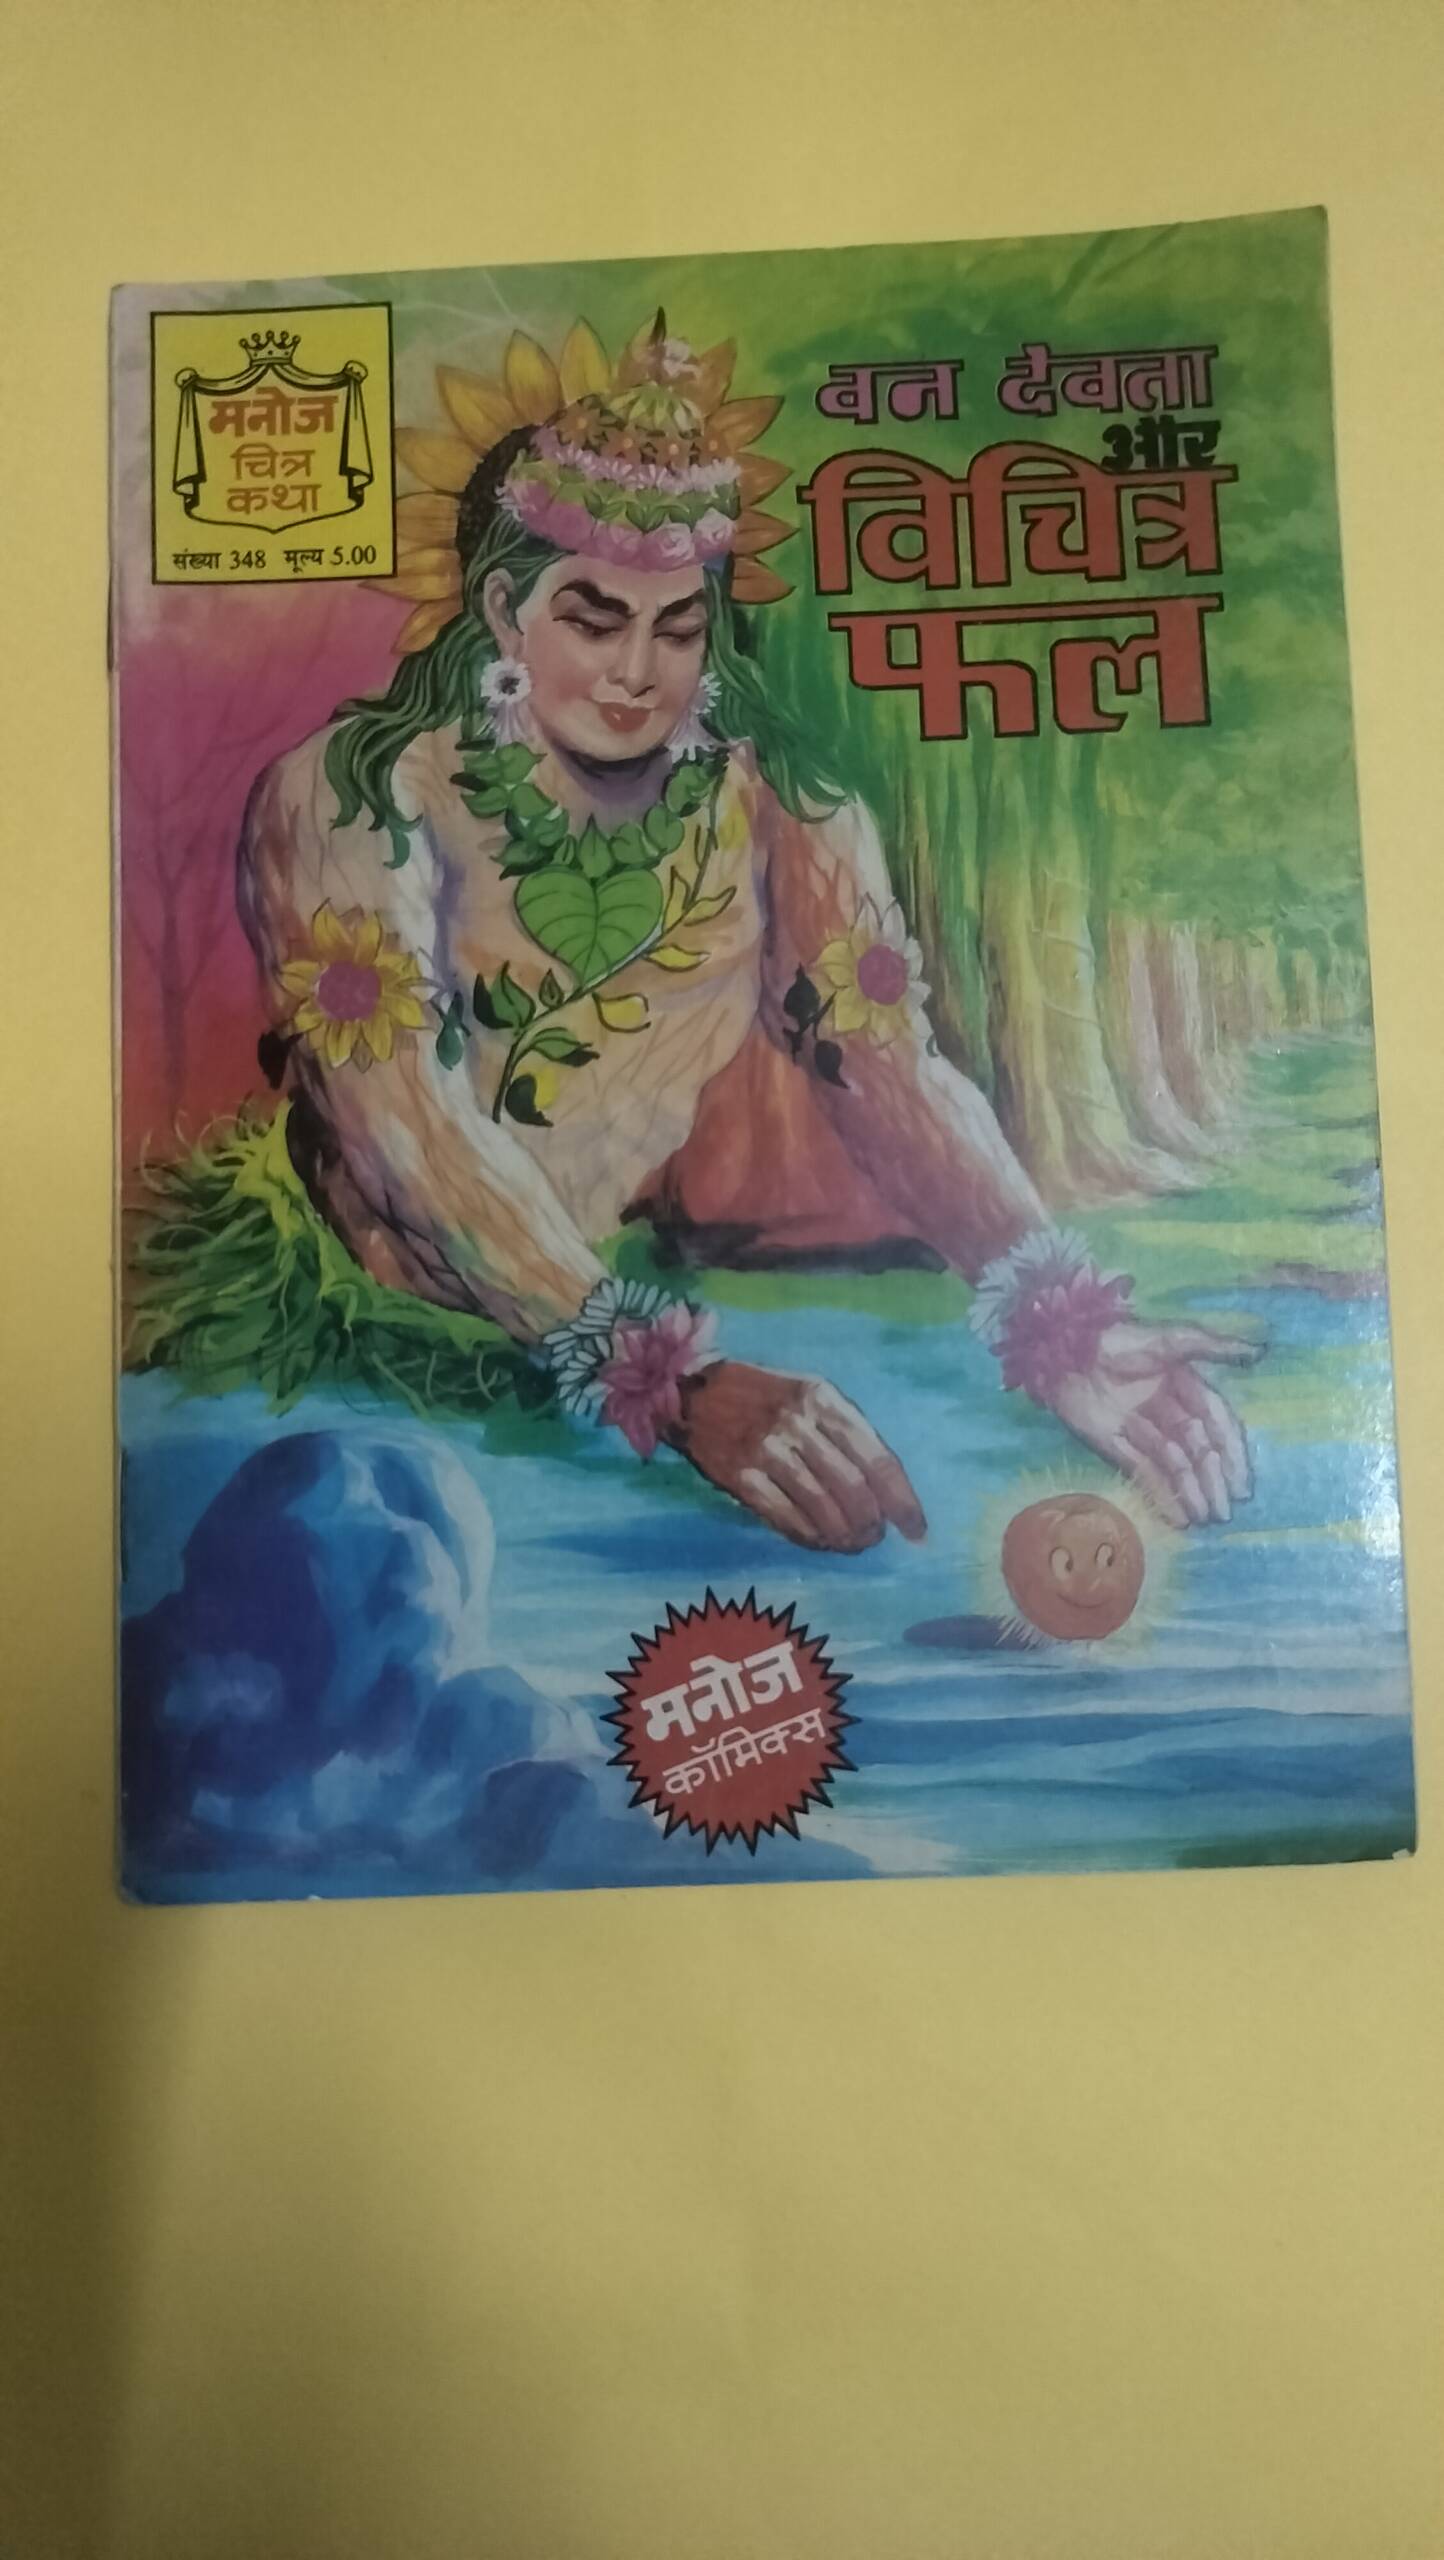 मनोज
चित्र
कथा
संख्या 348 मूल्य 5.00
वन देवता
और
विचित्र
फल
मनोज
कॉमिक्स